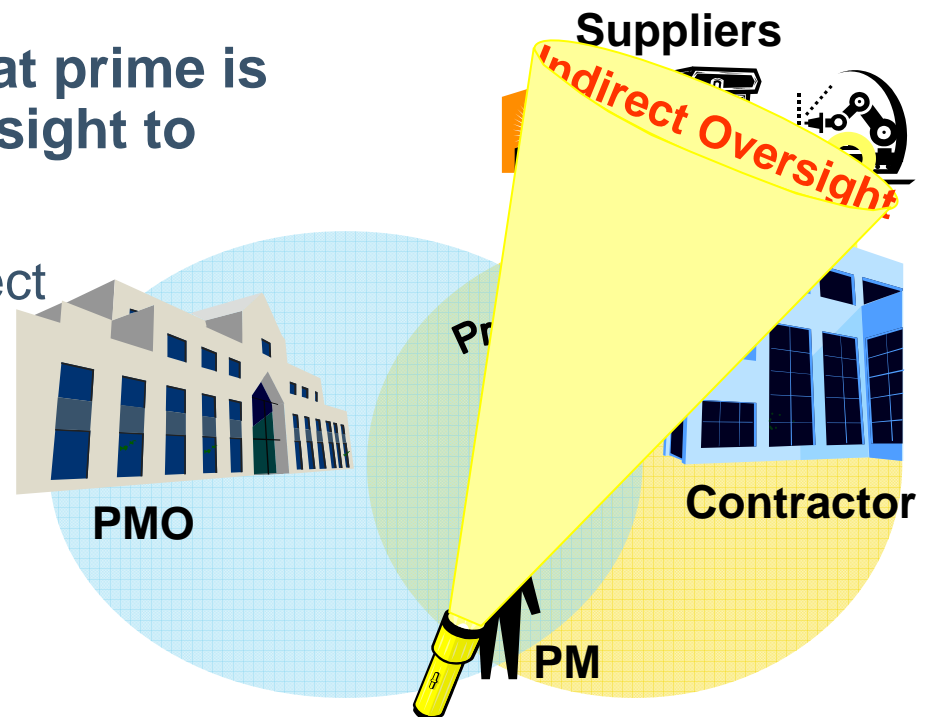 Suppliers
at prime is
sight to
Indirect Oversight
ect
Pr
PMO
Contractor
PM